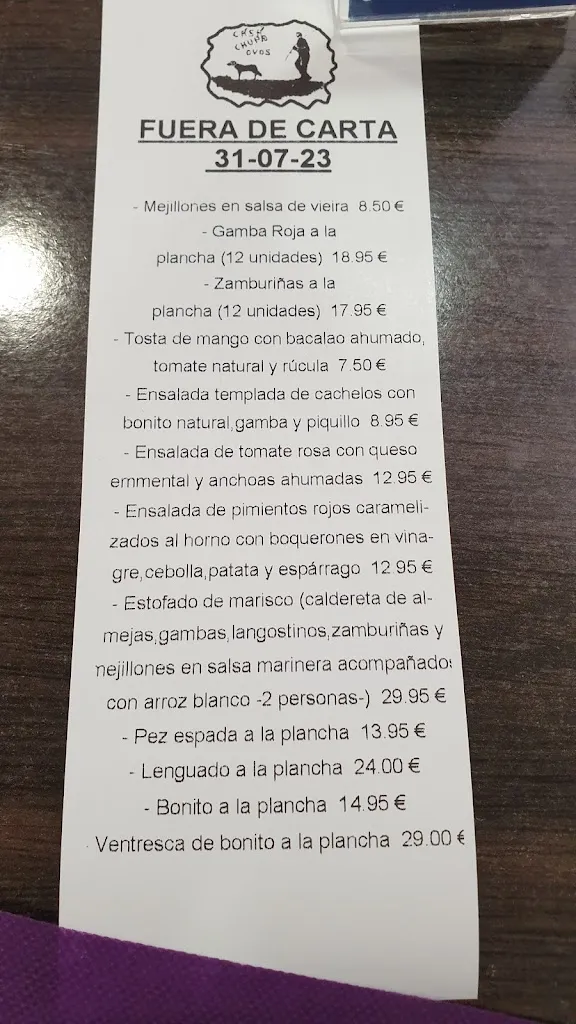 CASA
CHUPA
OVOS
FUERA DE CARTA
31-07-23
- Mejillones en salsa de vieira 8.50 €
- Gamba Roja a la
plancha (12 unidades) 18.95 €
- Zamburiñas a la
plancha (12 unidades) 17.95 €
- Tosta de mango con bacalao ahumado,
tomate natural y rúcula 7.50 €
- Ensalada templada de cachelos con
bonito natural,gamba y piquillo 8.95 €
- Ensalada de tomate rosa con queso
emmental y anchoas ahumadas 12.95 €
- Ensalada de pimientos rojos carameli-
zados al horno con boquerones en vina-
gre,cebolla,patata y espárrago 12.95 €
- Estofado de marisco (caldereta de al-
mejas,gambas,langostinos,zamburiñas y
mejillones en salsa marinera acompañados
con arroz blanco -2 personas-) 29.95 €
- Pez espada a la plancha 13.95 €
- Lenguado a la plancha 24.00 €
- Bonito a la plancha 14.95 €
- Ventresca de bonito a la plancha 29.00 €